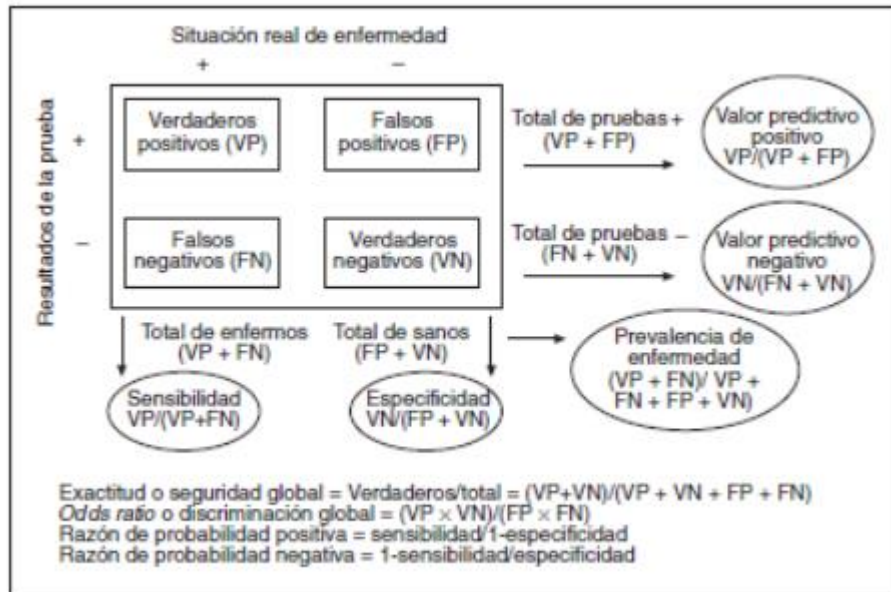 Situación real de enfermedad
+ –
Resultados de la prueba
+
Verdaderos
positivos (VP)
Falsos
positivos (FP)
Total de pruebas +
(VP + FP)
Valor predictivo
positivo
VP/(VP + FP)
–
Falsos
negativos (FN)
Verdaderos
negativos (VN)
Total de pruebas –
(FN + VN)
Valor predictivo
negativo
VN/(FN + VN)
Total de enfermos
(VP + FN)
Total de sanos
(FP + VN)
Prevalencia de
enfermedad
(VP + FN)/ VP +
FN + FP + VN)
Sensibilidad
VP/(VP+FN)
Especificidad
VN/(FP + VN)
Exactitud o seguridad global = Verdaderos/total = (VP+VN)/(VP + VN + FP + FN)
Odds ratio o discriminación global = (VP × VN)/(FP × FN)
Razón de probabilidad positiva = sensibilidad/1-especificidad
Razón de probabilidad negativa = 1-sensibilidad/especificidad